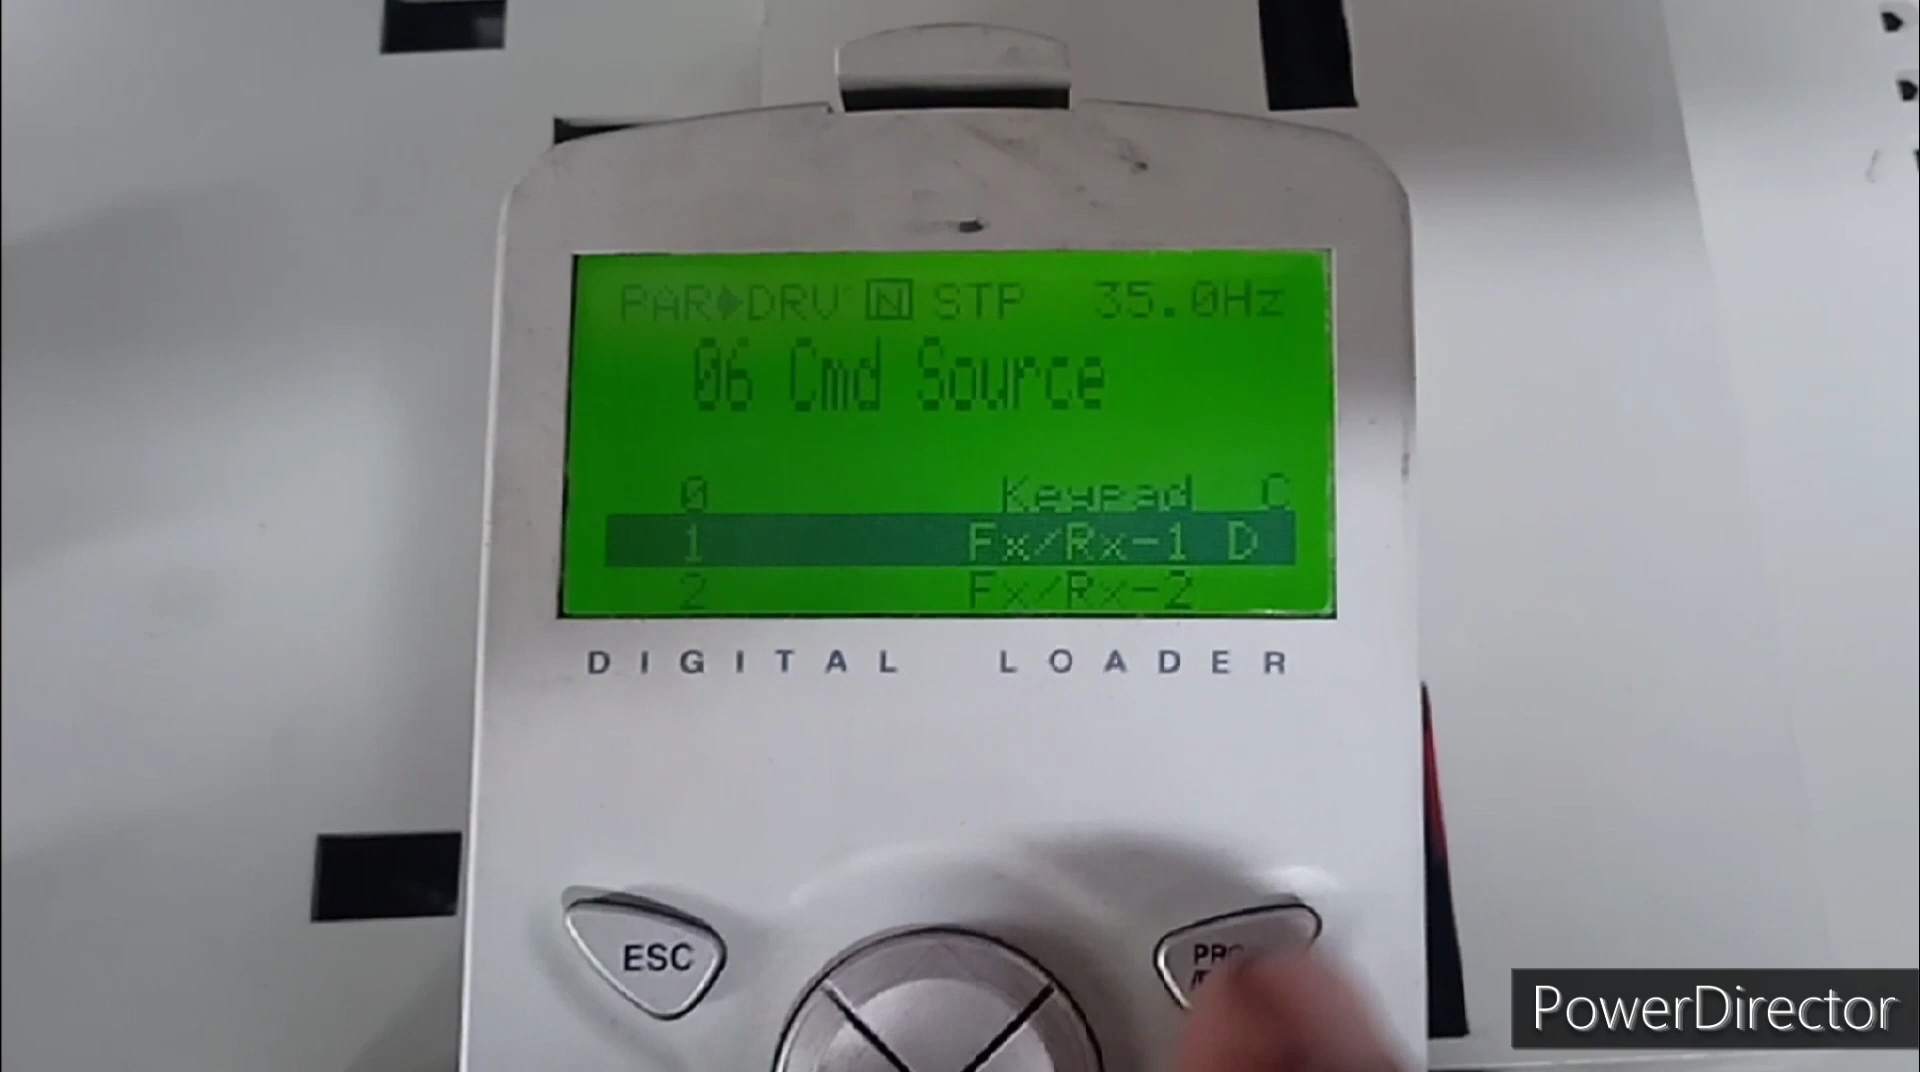 PAR▶DRV N STP 35.0Hz
06 Cmd Source
0 Keypad C
1 Fx/Rx-1 D
2 Fx/Rx-2
DIGITAL LOADER
ESC
PowerDirector